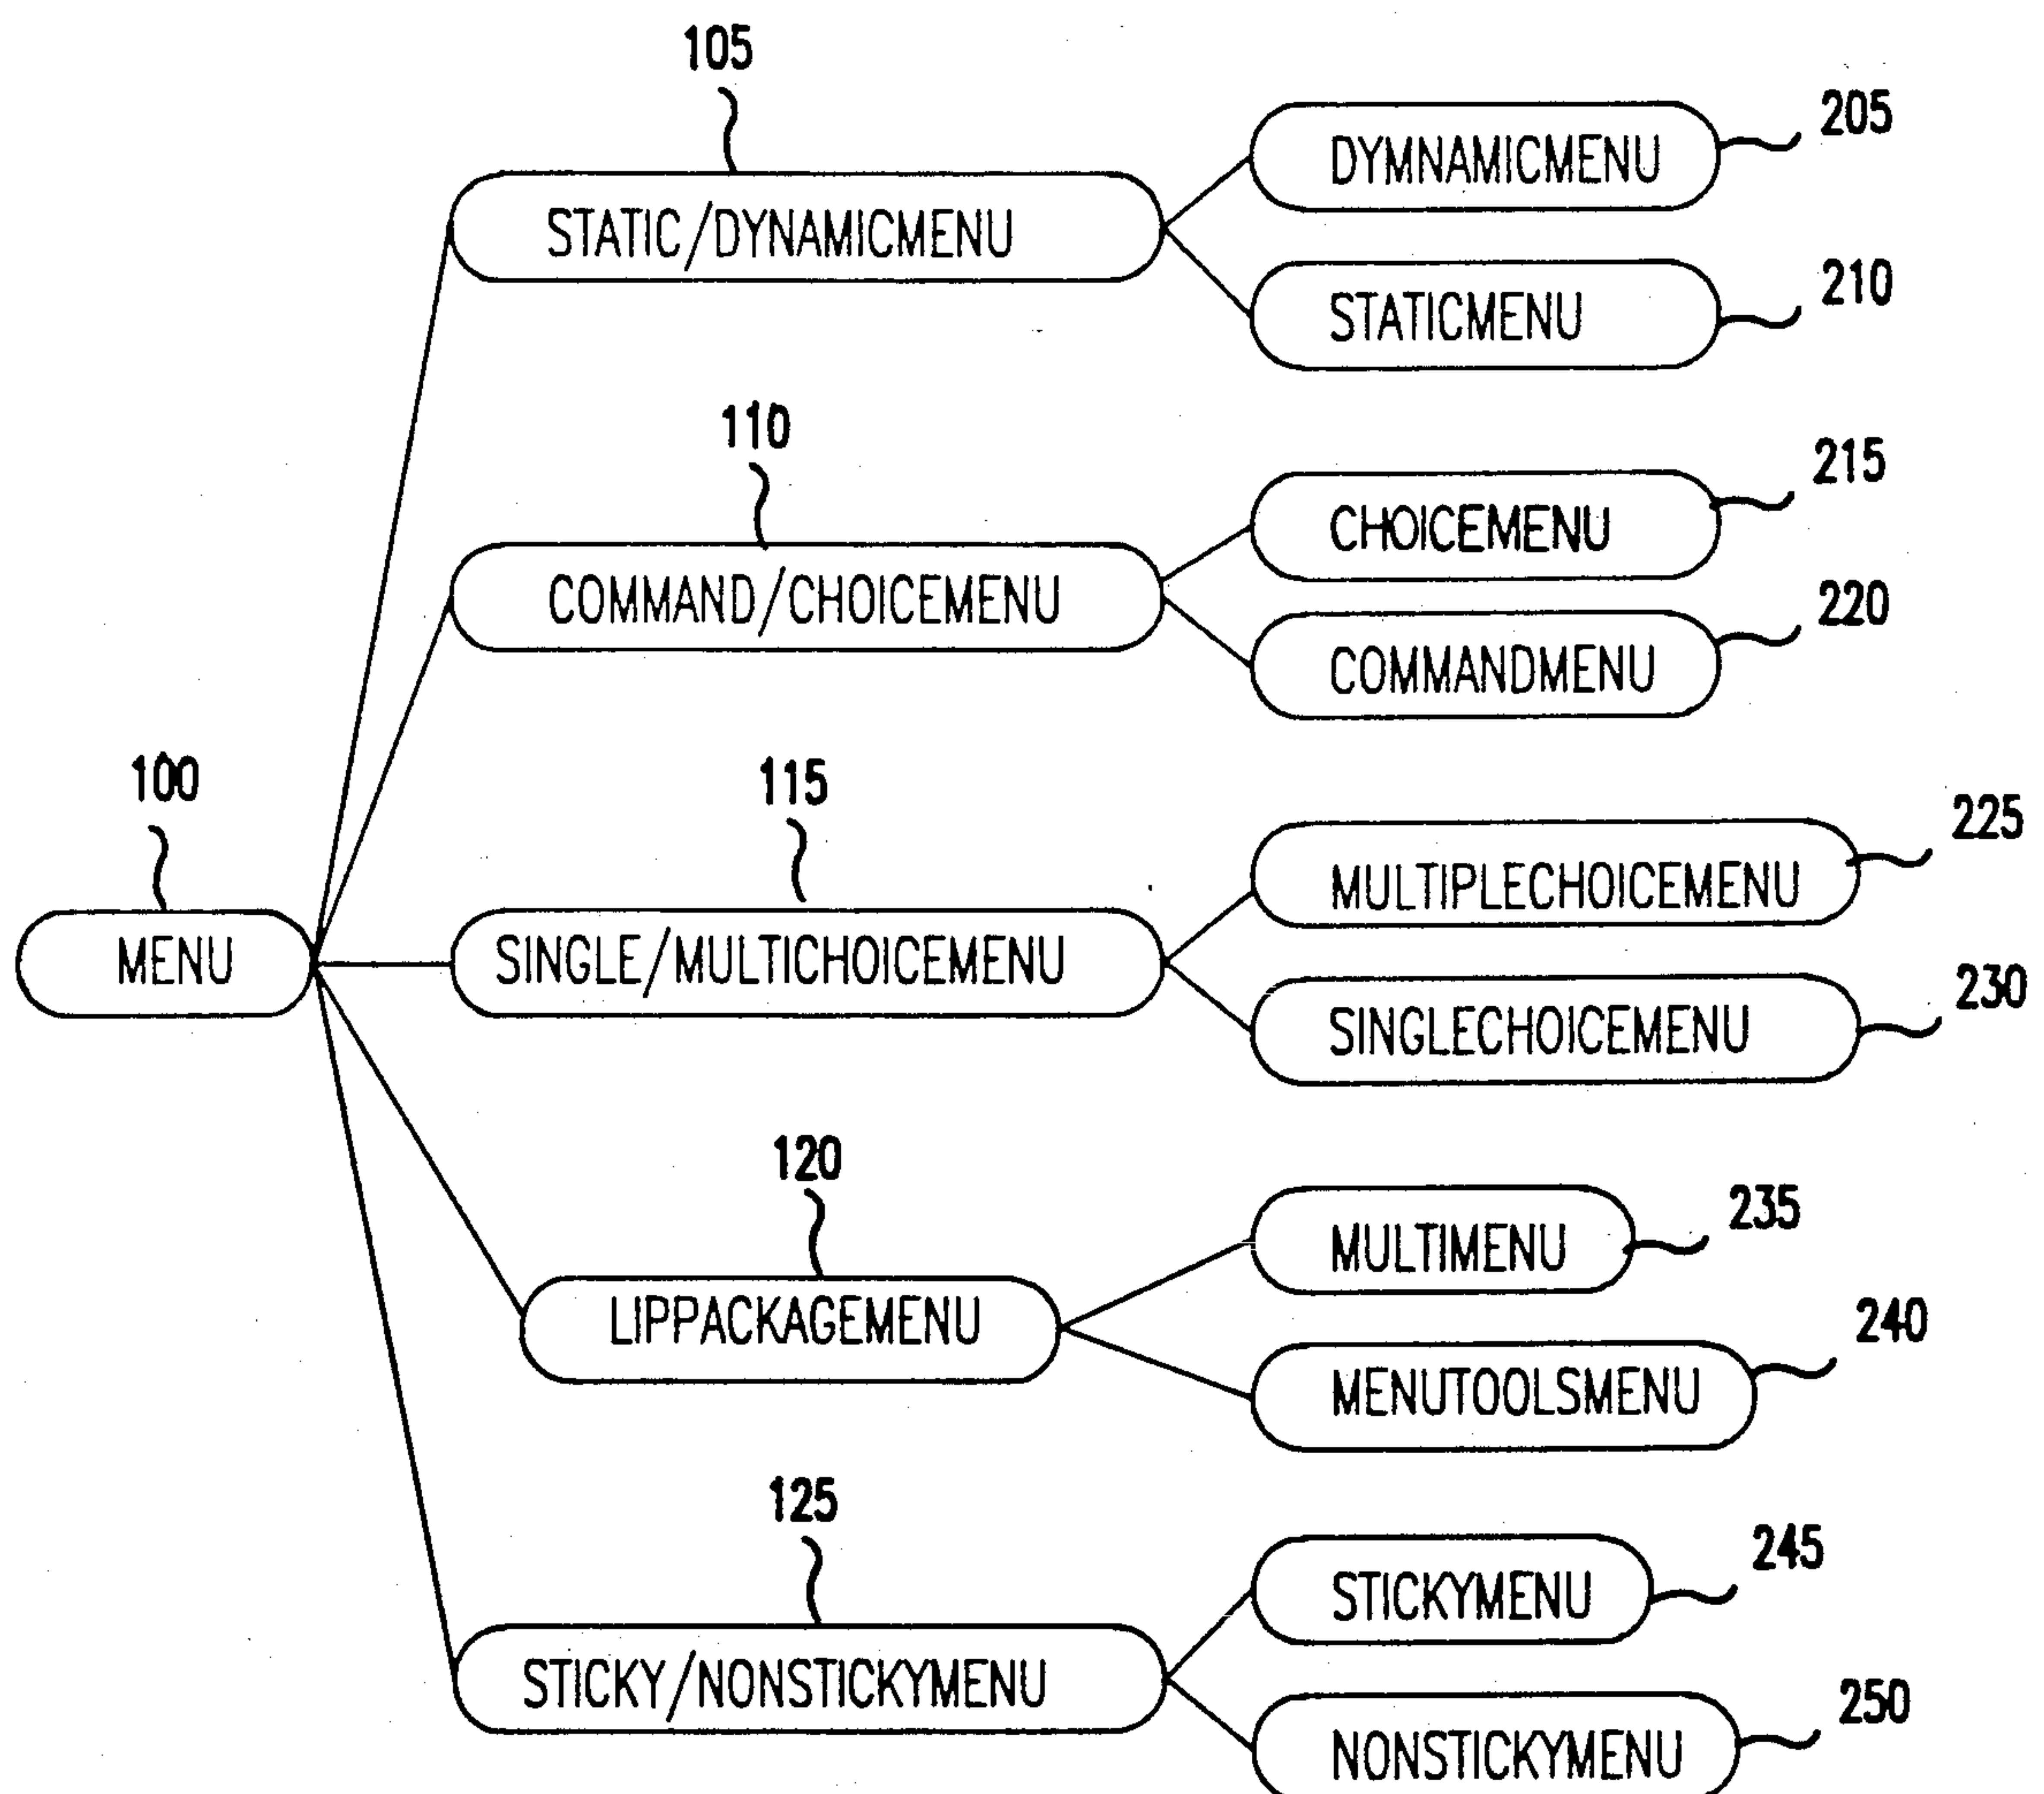 105
205
DYMNAMICMENU
STATIC/DYNAMICMENU
210
STATICMENU
110
215
CHOICEMENU
COMMAND/CHOICEMENU
220
COMMANDMENU
100
115
225
MULTIPLECHOICEMENU
MENU
SINGLE/MULTICHOICEMENU
230
SINGLECHOICEMENU
120
235
MULTIMENU
LIPPACKAGEMENU
240
MENUTOOLSMENU
125
245
STICKYMENU
STICKY/NONSTICKYMENU
250
NONSTICKYMENU